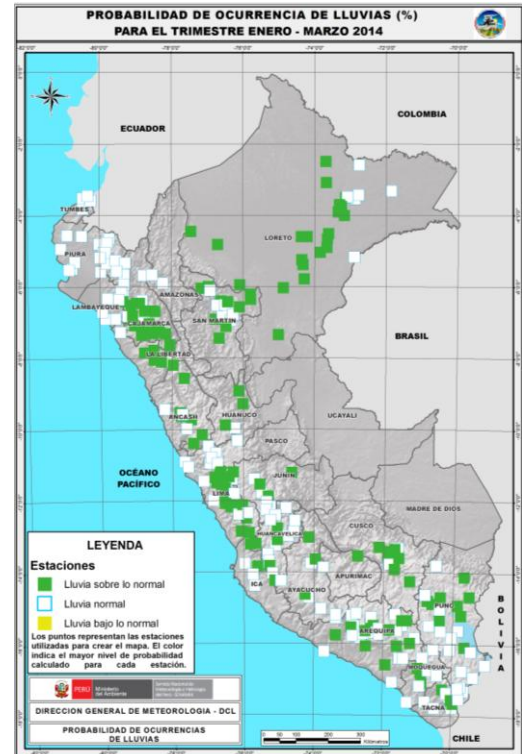 PROBABILIDAD DE OCURRENCIA DE LLUVIAS (%)
PARA EL TRIMESTRE ENERO - MARZO 2014
COLOMBIA
ECUADOR
TUMBES
LORETO
PIURA
AMAZONAS
LAMBAYEQUE
CAJAMARCA
SAN MARTIN
BRASIL
LA LIBERTAD
ANCASH
HUANUCO
UCAYALI
PASCO
OCÉANO
PACÍFICO
JUNIN
LIMA
MADRE DE DIOS
CUSCO
HUANCAVELICA
ICA
AYACUCHO
APURIMAC
PUNO
AREQUIPA
MOQUEGUA
TACNA
BOLIVIA
CHILE
LEYENDA
Estaciones
Lluvia sobre lo normal
Lluvia normal
Lluvia bajo lo normal
Los puntos representan las estaciones
utilizadas para crear el mapa. El color
indica el mayor nivel de probabilidad
calculado para cada estación.
PERÚ
Ministerio
del Ambiente
DIRECCION GENERAL DE METEOROLOGIA - DCL
PROBABILIDAD DE OCURRENCIAS
DE LLUVIAS